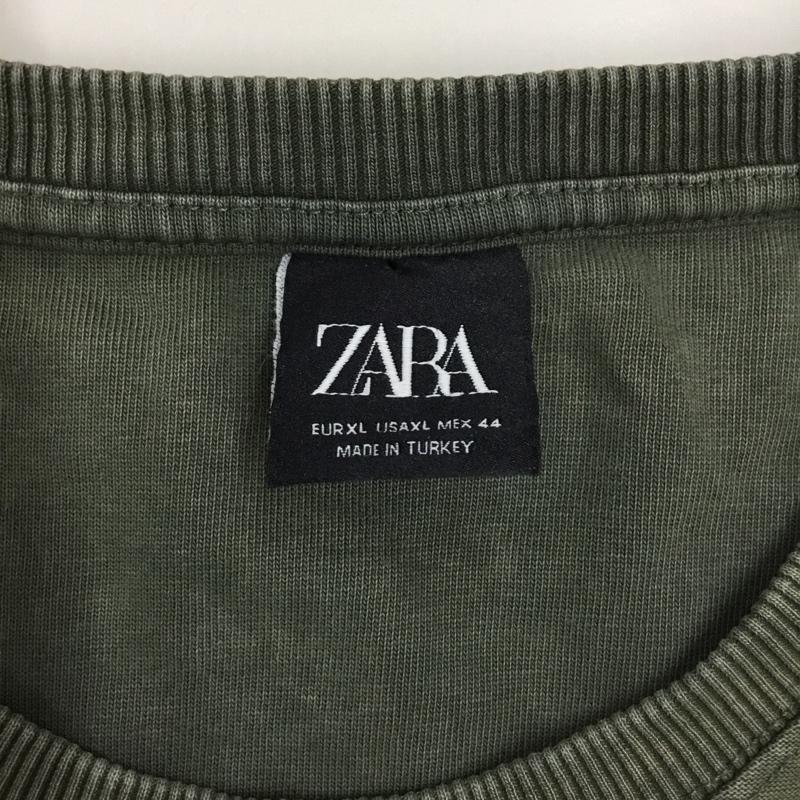 ZARA
EUR XL USA XL MEX 44
MADE IN TURKEY